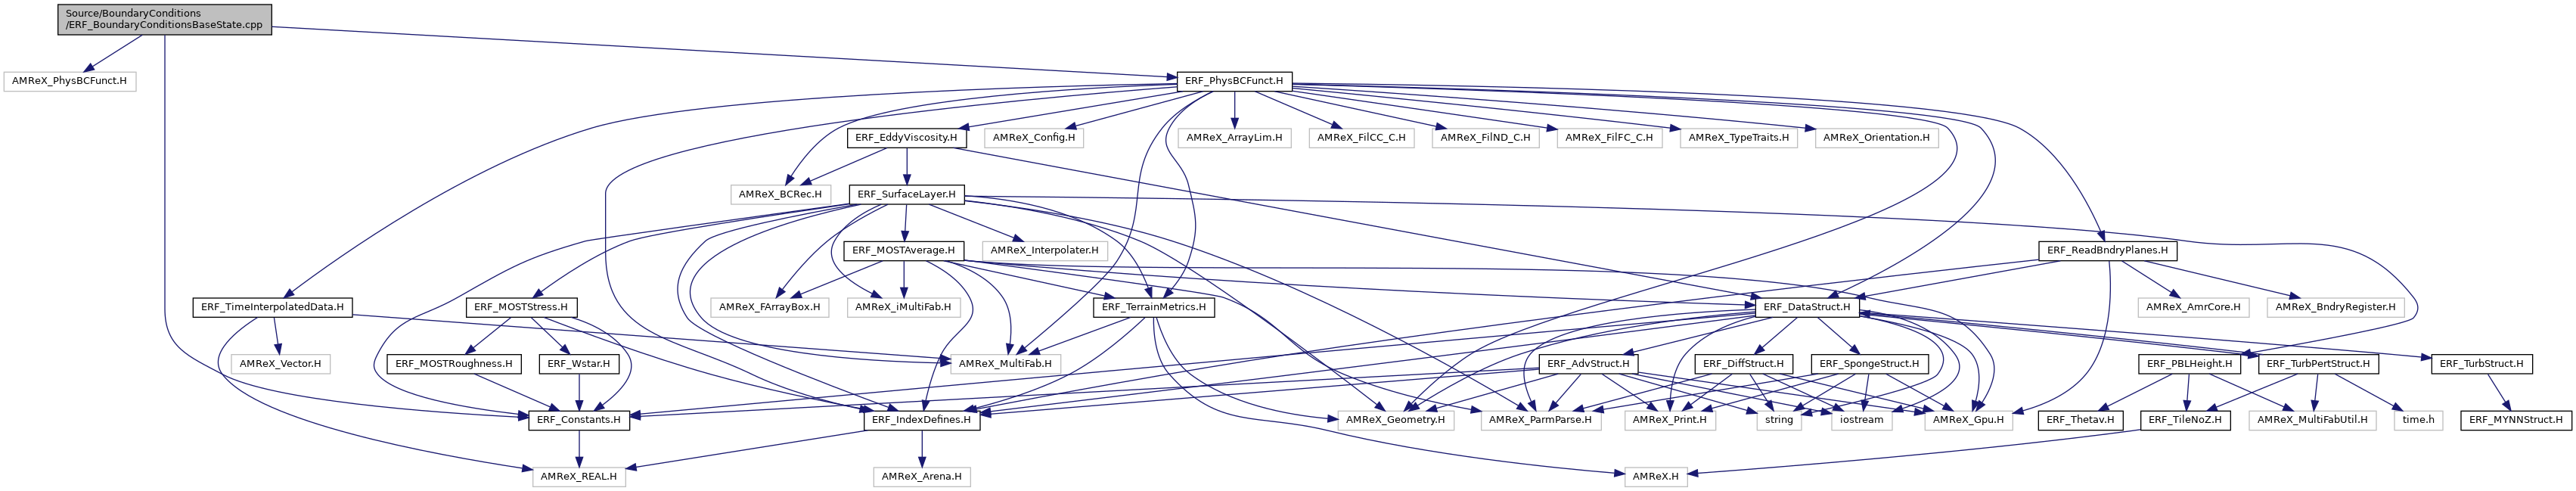 Source/BoundaryConditions
/ERF_BoundaryConditionsBaseState.cpp
AMReX_PhysBCFunct.H
ERF_PhysBCFunct.H
ERF_EddyViscosity.H
AMReX_Config.H
AMReX_ArrayLim.H
AMReX_FilCC_C.H
AMReX_FilND_C.H
AMReX_FilFC_C.H
AMReX_TypeTraits.H
AMReX_Orientation.H
AMReX_BCRec.H
ERF_SurfaceLayer.H
ERF_MOSTAverage.H
AMReX_Interpolater.H
ERF_ReadBndryPlanes.H
ERF_TimeInterpolatedData.H
ERF_MOSTStress.H
AMReX_FArrayBox.H
AMReX_iMultiFab.H
ERF_TerrainMetrics.H
ERF_DataStruct.H
AMReX_AmrCore.H
AMReX_BndryRegister.H
AMReX_Vector.H
ERF_MOSTRoughness.H
ERF_Wstar.H
AMReX_MultiFab.H
ERF_AdvStruct.H
ERF_DiffStruct.H
ERF_SpongeStruct.H
ERF_PBLHeight.H
ERF_TurbPertStruct.H
ERF_TurbStruct.H
ERF_Constants.H
ERF_IndexDefines.H
AMReX_Geometry.H
AMReX_ParmParse.H
AMReX_Print.H
string
iostream
AMReX_Gpu.H
ERF_Thetav.H
ERF_TileNoZ.H
AMReX_MultiFabUtil.H
time.h
ERF_MYNNStruct.H
AMReX_REAL.H
AMReX_Arena.H
AMReX.H